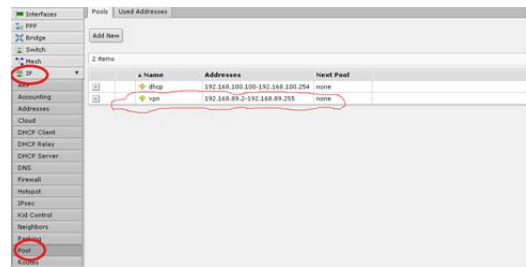 Interfaces
PPP
Bridge
Switch
Mesh
IP
ARP
Accounting
Addresses
Cloud
DHCP Client
DHCP Relay
DHCP Server
DNS
Firewall
Hotspot
IPsec
Kid Control
Neighbors
Packing
Pool
Routes
Pools Used Addresses
Add New
2 items
Name Addresses Next Pool
dhcp 192.168.100.100-192.168.100.254 none
vpn 192.168.89.2-192.168.89.255 none